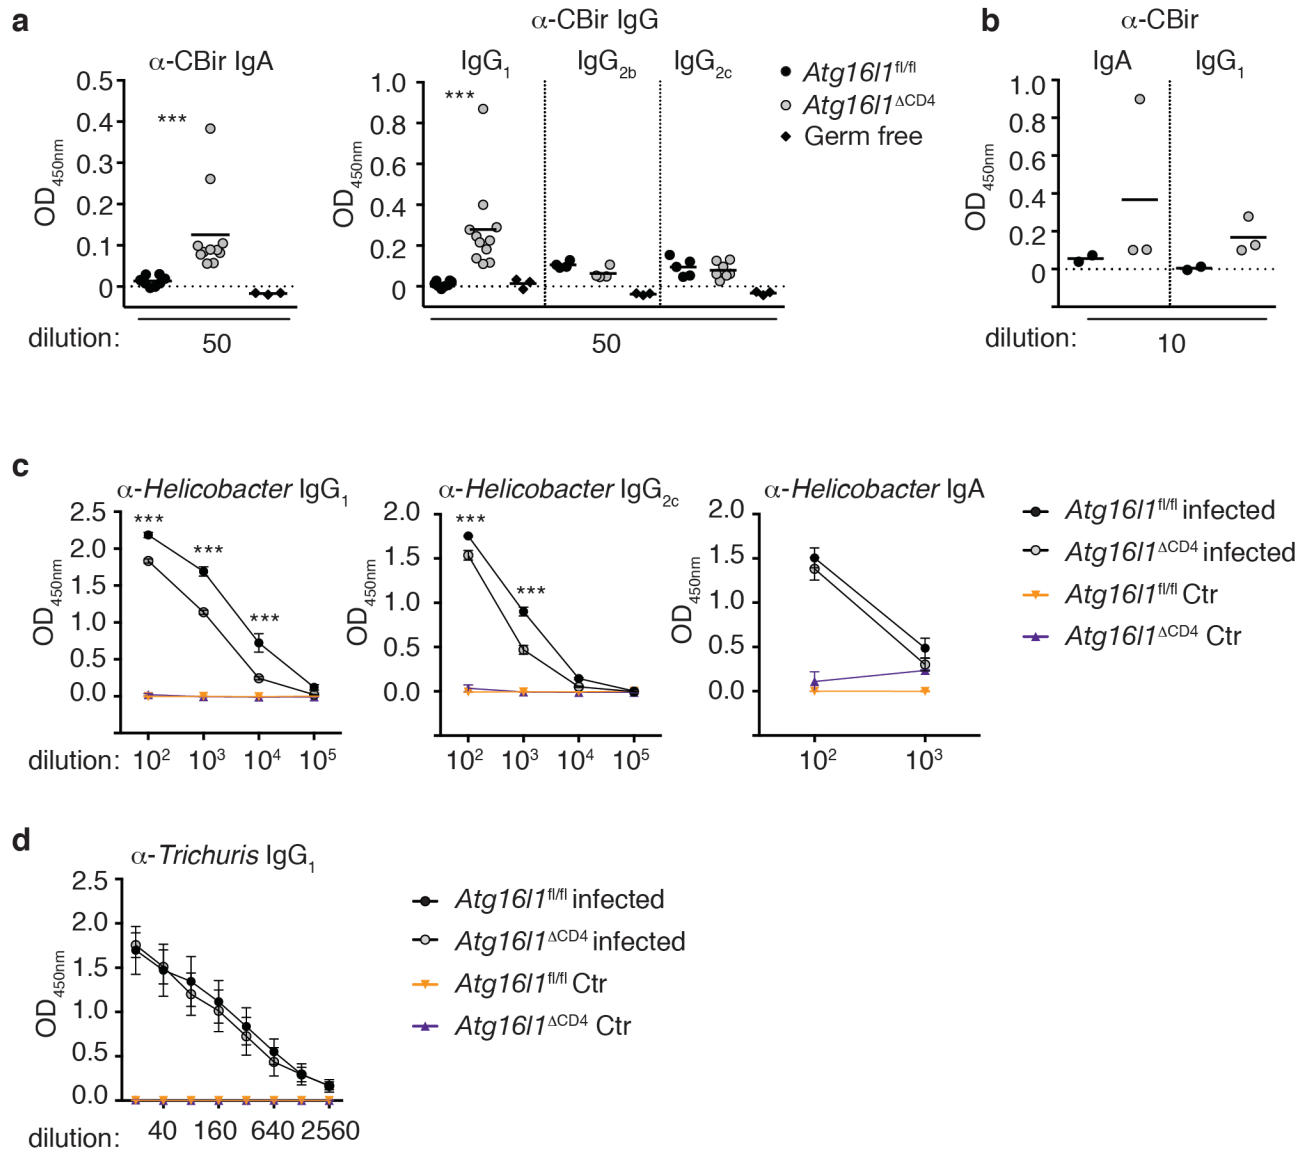 a
α-CBir IgA
OD450nm
0.5
0.4
0.3
0.2
0.1
0
***
dilution:
50
α-CBir IgG
IgG1
IgG2b
IgG2c
OD450nm
1.0
0.8
0.6
0.4
0.2
0
***
50
Atg16l1fl/fl
Atg16l1ΔCD4
Germ free
b
α-CBir
IgA
IgG1
OD450nm
1.0
0.8
0.6
0.4
0.2
0
dilution:
10
c
α-Helicobacter IgG1
OD450nm
2.5
2.0
1.5
1.0
0.5
0.0
***
***
***
dilution:
10² 10³ 10⁴ 10⁵
α-Helicobacter IgG2c
OD450nm
2.0
1.5
1.0
0.5
0.0
***
***
10² 10³ 10⁴ 10⁵
α-Helicobacter IgA
OD450nm
2.0
1.5
1.0
0.5
0.0
10² 10³
Atg16l1fl/fl infected
Atg16l1ΔCD4 infected
Atg16l1fl/fl Ctr
Atg16l1ΔCD4 Ctr
d
α-Trichuris IgG1
OD450nm
2.5
2.0
1.5
1.0
0.5
0.0
dilution:
40 160 640 2560
Atg16l1fl/fl infected
Atg16l1ΔCD4 infected
Atg16l1fl/fl Ctr
Atg16l1ΔCD4 Ctr